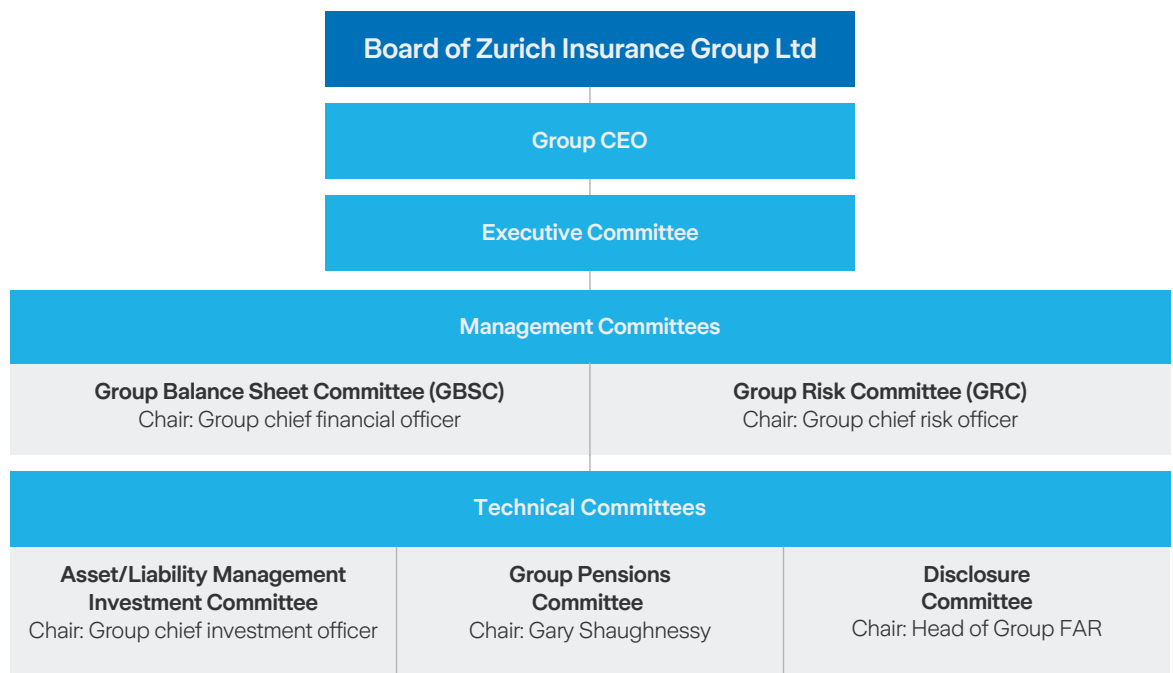 Board of Zurich Insurance Group Ltd
Group CEO
Executive Committee
Management Committees
Group Balance Sheet Committee (GBSC)
Chair: Group chief financial officer
Group Risk Committee (GRC)
Chair: Group chief risk officer
Technical Committees
Asset/Liability Management
Investment Committee
Chair: Group chief investment officer
Group Pensions
Committee
Chair: Gary Shaughnessy
Disclosure
Committee
Chair: Head of Group FAR